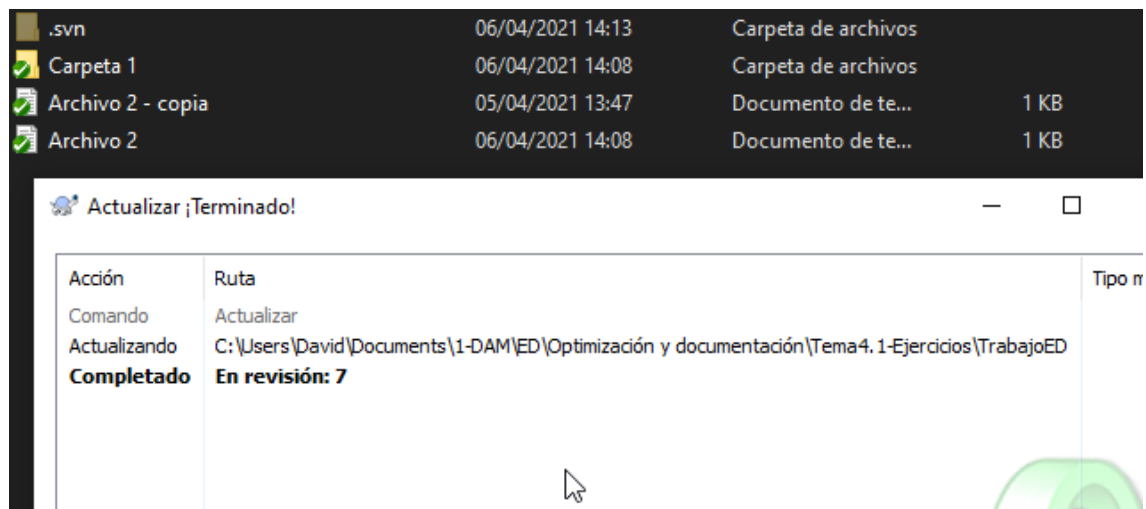 .svn 06/04/2021 14:13 Carpeta de archivos
Carpeta 1 06/04/2021 14:08 Carpeta de archivos
Archivo 2 - copia 05/04/2021 13:47 Documento de te... 1 KB
Archivo 2 06/04/2021 14:08 Documento de te... 1 KB
Actualizar ¡Terminado!
Acción Ruta Tipo m
Comando Actualizar
Actualizando C:\Users\David\Documents\1-DAM\ED\Optimización y documentación\Tema4.1-Ejercicios\TrabajoED
Completado En revisión: 7